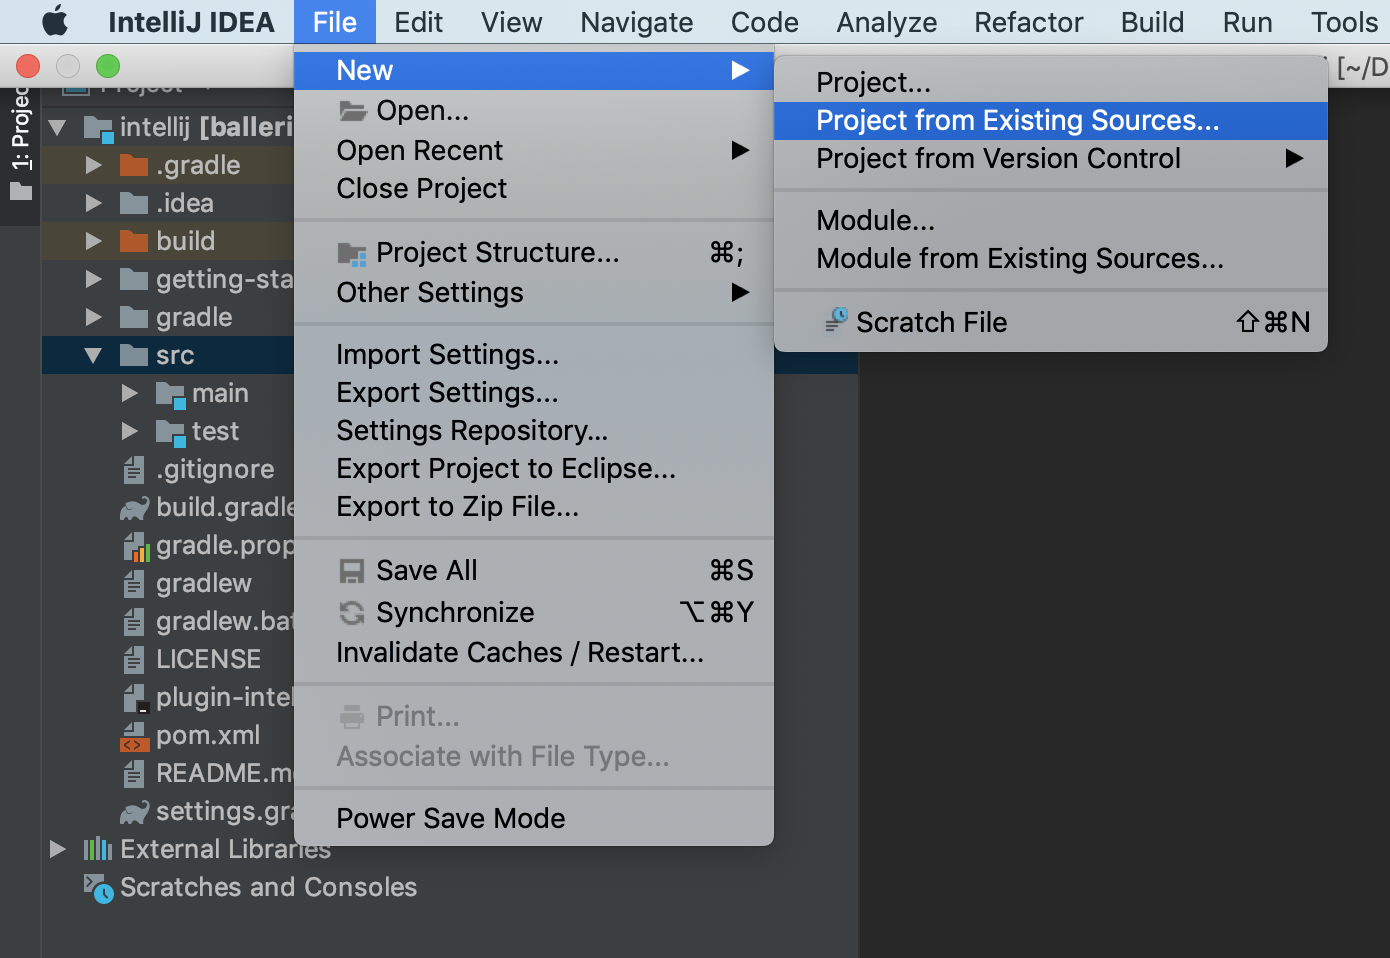 IntelliJ IDEA File Edit View Navigate Code Analyze Refactor Build Run Tools
[~/D
1: Projec
Project
intellij [balleri
.gradle
.idea
build
getting-sta
gradle
src
main
test
.gitignore
build.gradle
gradle.prop
gradlew
gradlew.bat
LICENSE
plugin-intel
pom.xml
README.m
settings.gra
External Libraries
Scratches and Consoles
New
Open...
Open Recent
Close Project
Project Structure... ⌘;
Other Settings
Import Settings...
Export Settings...
Settings Repository...
Export Project to Eclipse...
Export to Zip File...
Save All ⌘S
Synchronize ⌥⌘Y
Invalidate Caches / Restart...
Print...
Associate with File Type...
Power Save Mode
Project...
Project from Existing Sources...
Project from Version Control
Module...
Module from Existing Sources...
Scratch File ⇧⌘N